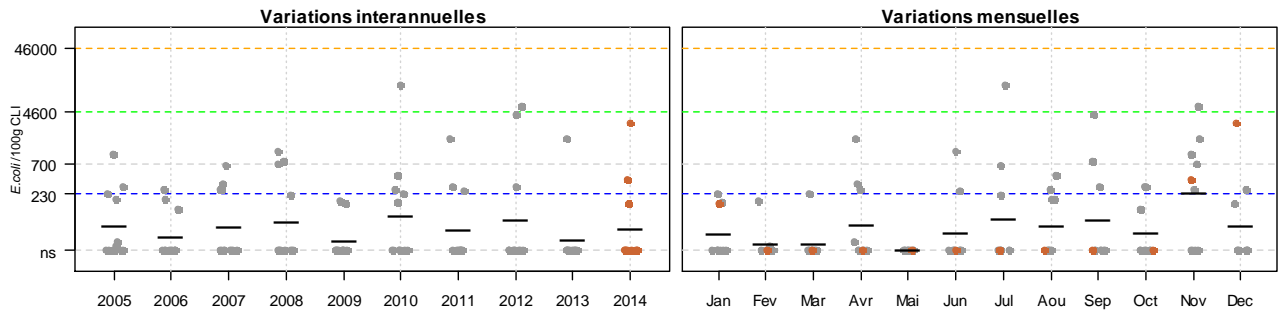 Variations interannuelles
Variations mensuelles
E.coli/100g CLI
46000
4600
700
230
ns
2005 2006 2007 2008 2009 2010 2011 2012 2013 2014
Jan Fev Mar Avr Mai Jun Jul Aou Sep Oct Nov Dec